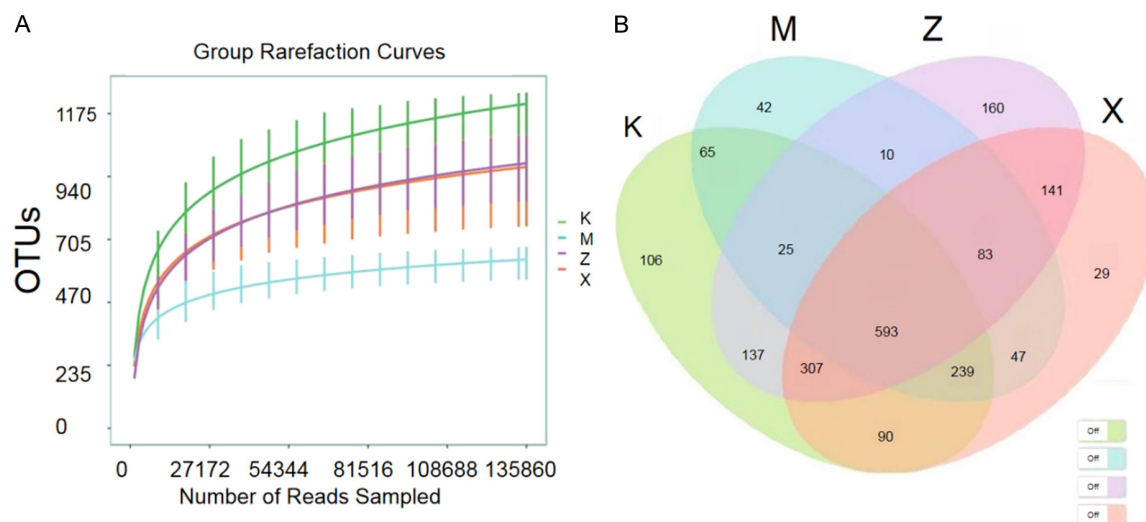 A
Group Rarefaction Curves
1175
940
705
470
235
0
OTUs
0 27172 54344 81516 108688 135860
Number of Reads Sampled
K
M
Z
X
B
M Z
K X
42 160
65 10 141
106 25 83 29
593
137 307 239 47
90
Off
Off
Off
Off